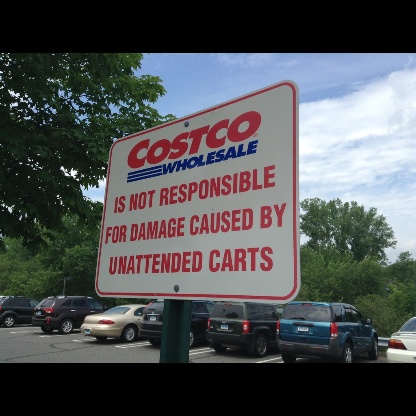 COSTCO
WHOLESALE
IS NOT RESPONSIBLE
FOR DAMAGE CAUSED BY
UNATTENDED CARTS